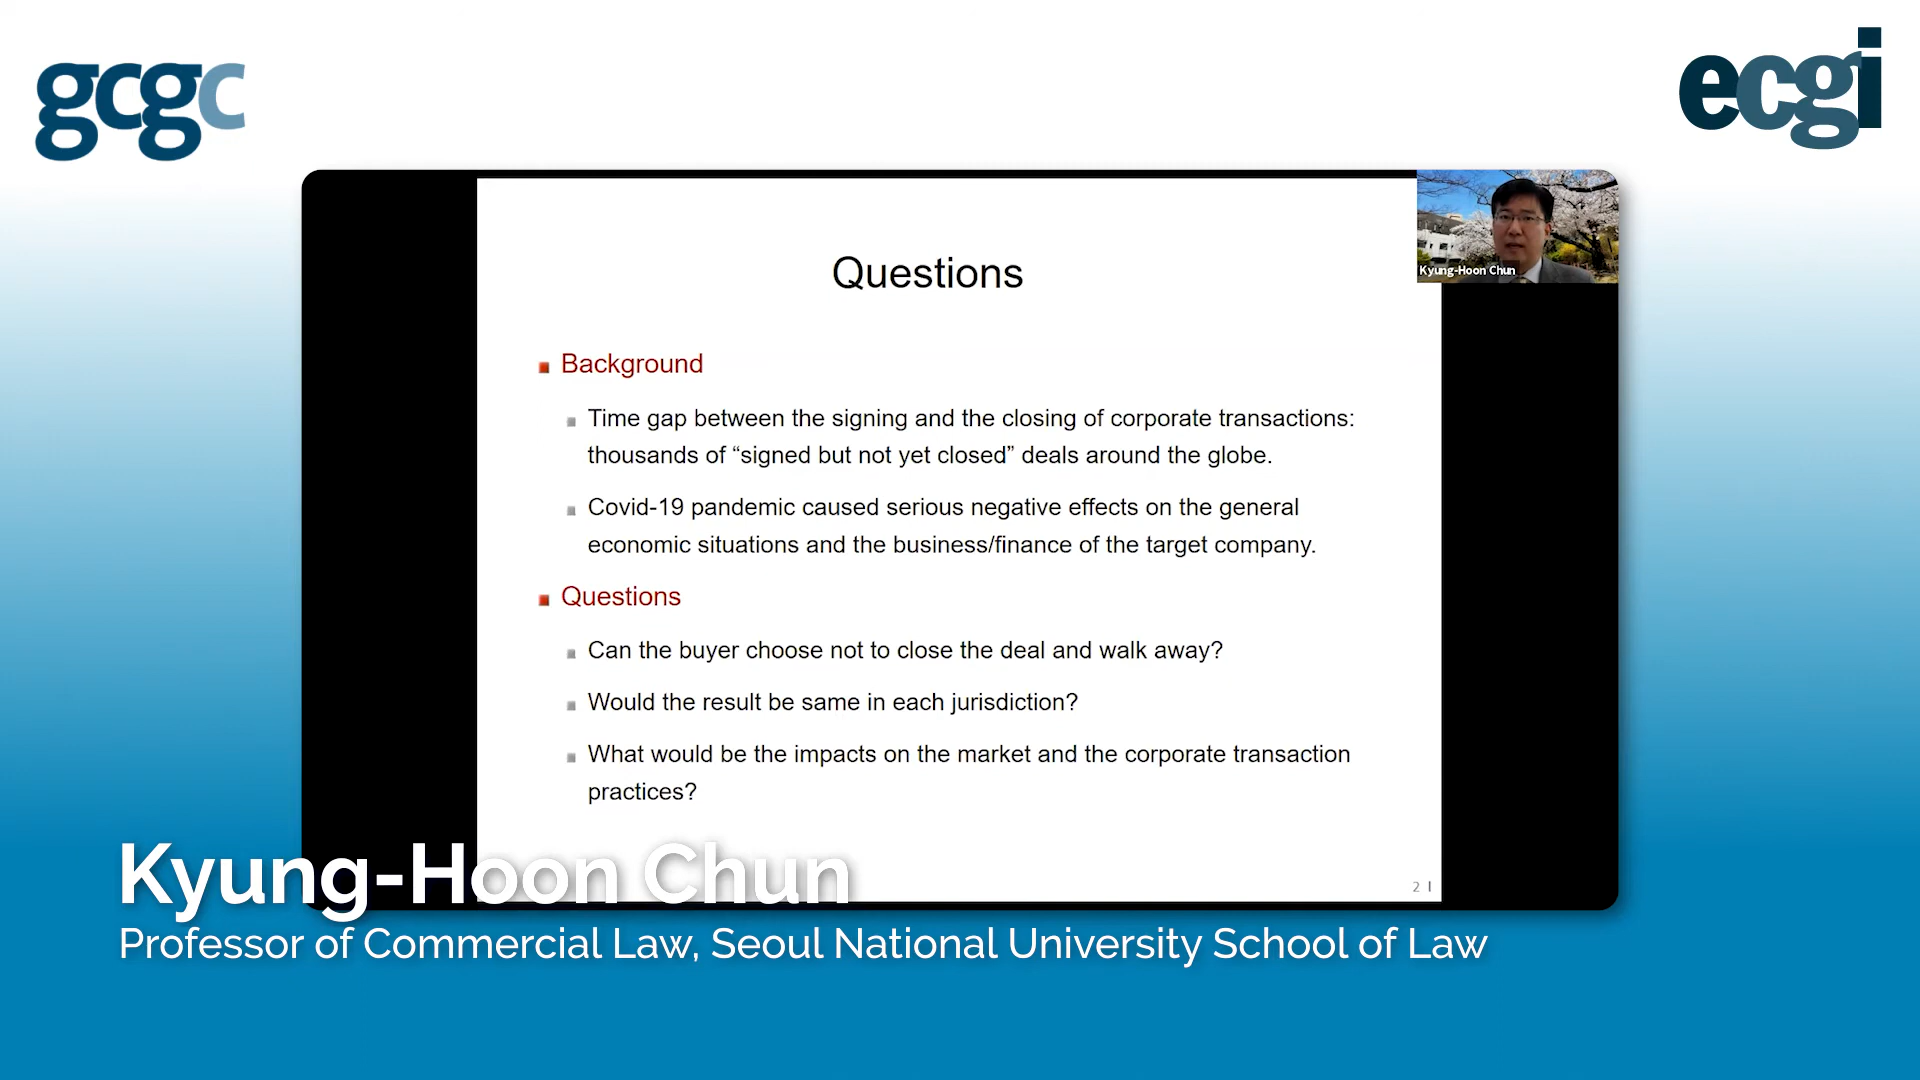 gcgc
ecgi
Kyung-Hoon Chun
Questions
Background
Time gap between the signing and the closing of corporate transactions:
thousands of “signed but not yet closed” deals around the globe.
Covid-19 pandemic caused serious negative effects on the general
economic situations and the business/finance of the target company.
Questions
Can the buyer choose not to close the deal and walk away?
Would the result be same in each jurisdiction?
What would be the impacts on the market and the corporate transaction
practices?
2 |
Kyung-Hoon Chun
Professor of Commercial Law, Seoul National University School of Law